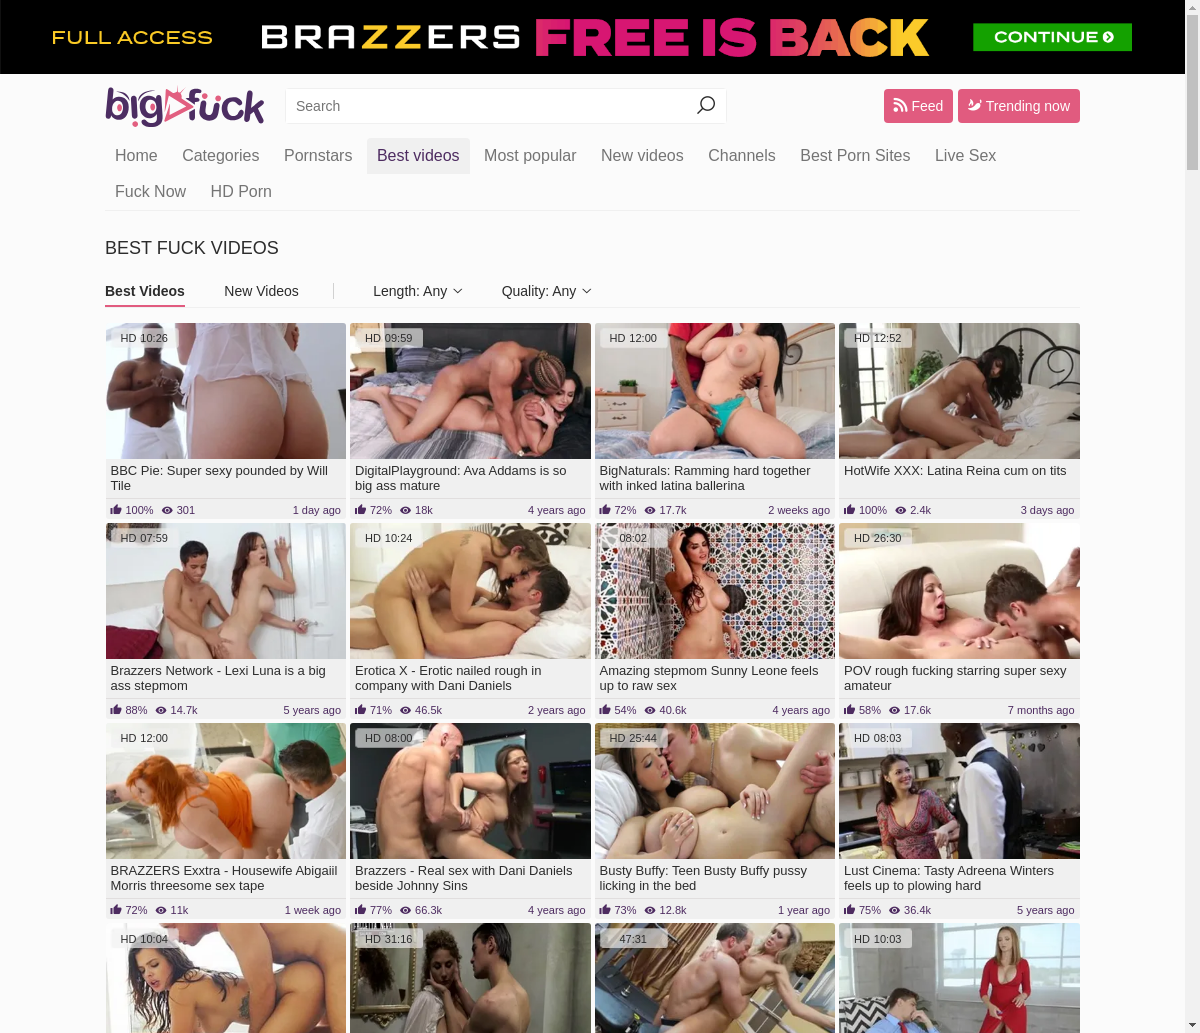 FULL ACCESS BRAZZERS FREE IS BACK CONTINUE
bigfuck Search Feed Trending now
Home Categories Pornstars Best videos Most popular New videos Channels Best Porn Sites Live Sex
Fuck Now HD Porn
BEST FUCK VIDEOS
Best Videos New Videos Length: Any Quality: Any
HD 10:26 HD 09:59 HD 12:00 HD 12:52
BBC Pie: Super sexy pounded by Will
Tile
100% 301 1 day ago
DigitalPlayground: Ava Addams is so
big ass mature
72% 18k 4 years ago
BigNaturals: Ramming hard together
with inked latina ballerina
72% 17.7k 2 weeks ago
HotWife XXX: Latina Reina cum on tits
100% 2.4k 3 days ago
HD 07:59 HD 10:24 08:02 HD 26:30
Brazzers Network - Lexi Luna is a big
ass stepmom
88% 14.7k 5 years ago
Erotica X - Erotic nailed rough in
company with Dani Daniels
71% 46.5k 2 years ago
Amazing stepmom Sunny Leone feels
up to raw sex
54% 40.6k 4 years ago
POV rough fucking starring super sexy
amateur
58% 17.6k 7 months ago
HD 12:00 HD 08:00 HD 25:44 HD 08:03
BRAZZERS Exxtra - Housewife Abigaiil
Morris threesome sex tape
72% 11k 1 week ago
Brazzers - Real sex with Dani Daniels
beside Johnny Sins
77% 66.3k 4 years ago
Busty Buffy: Teen Busty Buffy pussy
licking in the bed
73% 12.8k 1 year ago
Lust Cinema: Tasty Adreena Winters
feels up to plowing hard
75% 36.4k 5 years ago
HD 10:04 HD 31:16 47:31 HD 10:03